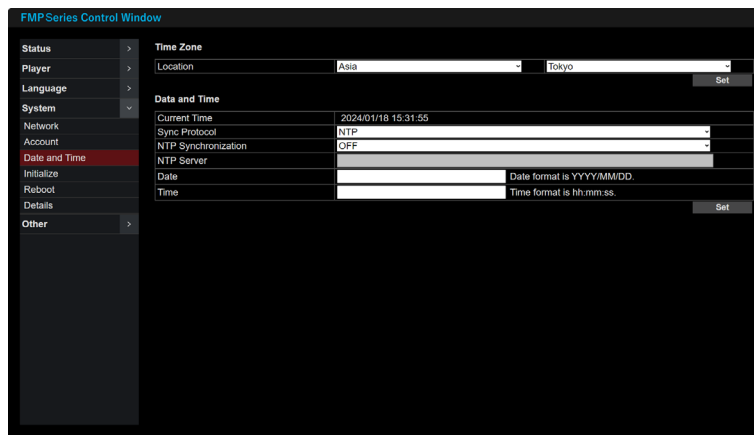 FMPSeries Control Window
Status
Player
Language
System
Network
Account
Date and Time
Initialize
Reboot
Details
Other
Time Zone
Location Asia Tokyo
Set
Data and Time
Current Time 2024/01/18 15:31:55
Sync Protocol NTP
NTP Synchronization OFF
NTP Server
Date Date format is YYYY/MM/DD.
Time Time format is hh:mm:ss.
Set